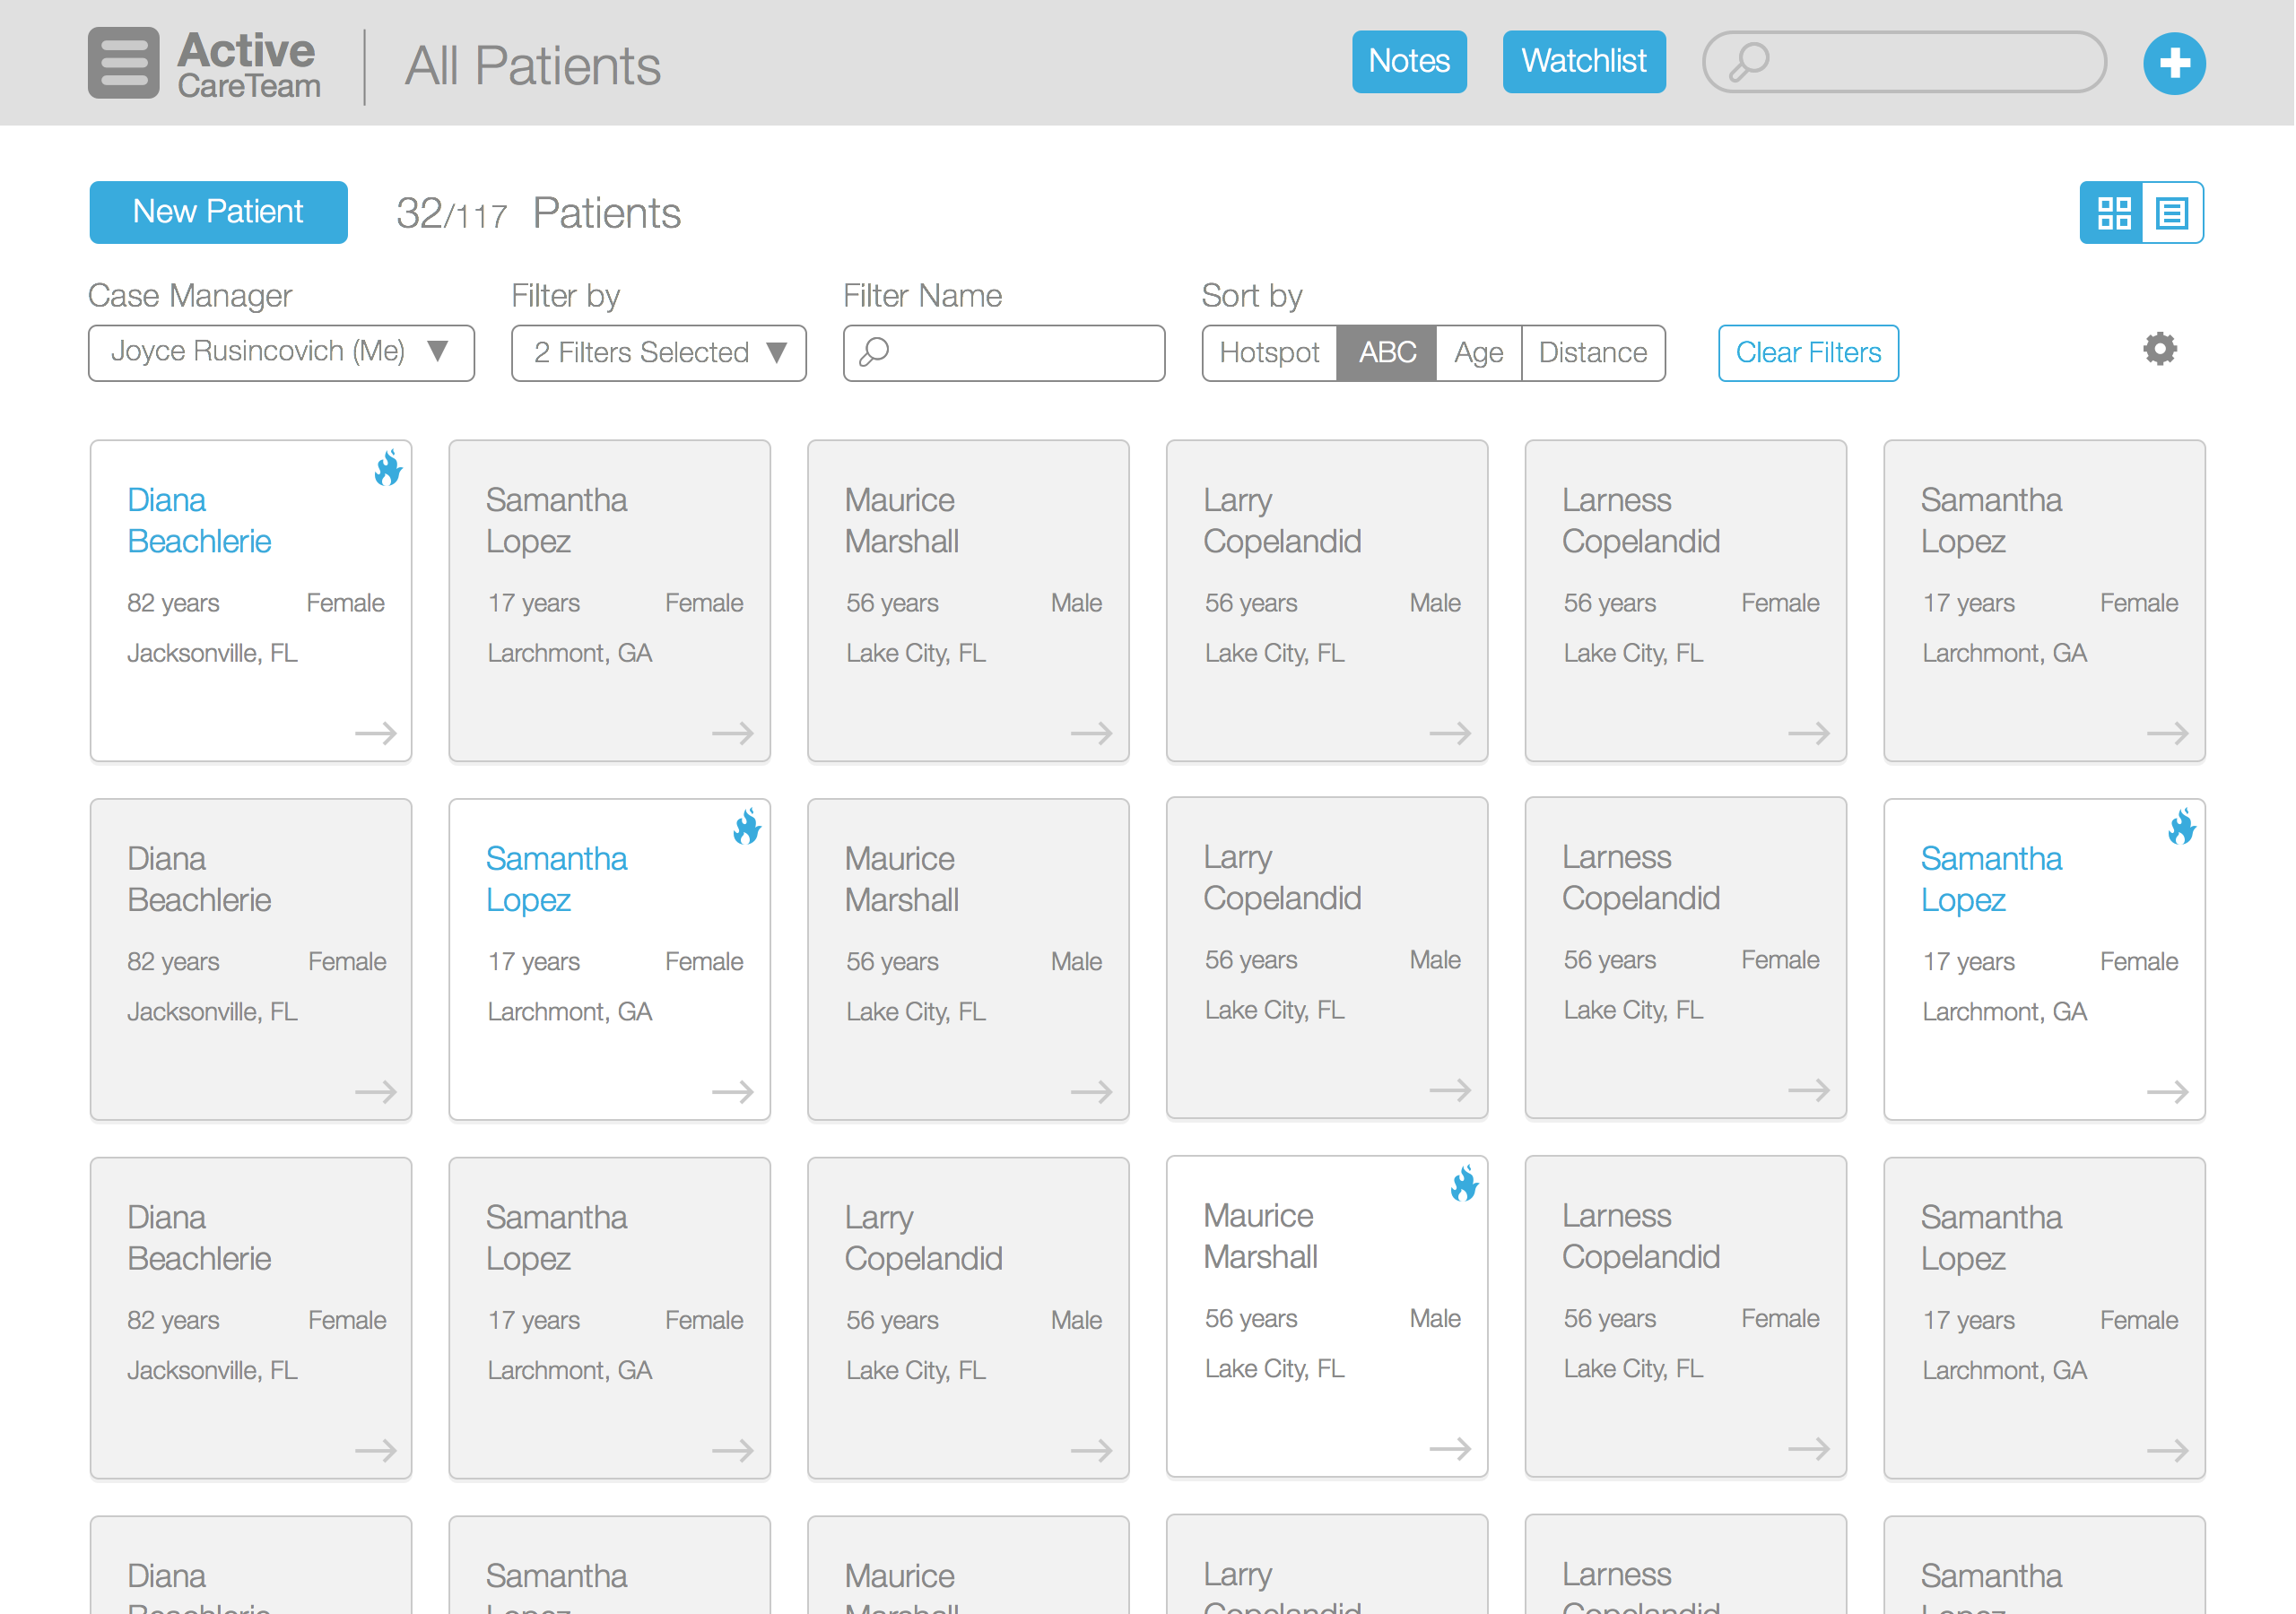 Active
CareTeam
All Patients
Notes
Watchlist
New Patient
32/117 Patients
Case Manager
Filter by
Filter Name
Sort by
Joyce Rusincovich (Me) ▼
2 Filters Selected ▼
Hotspot
ABC
Age
Distance
Clear Filters
Diana
Beachlerie
82 years Female
Jacksonville, FL
Samantha
Lopez
17 years Female
Larchmont, GA
Maurice
Marshall
56 years Male
Lake City, FL
Larry
Copelandid
56 years Male
Lake City, FL
Larness
Copelandid
56 years Female
Lake City, FL
Samantha
Lopez
17 years Female
Larchmont, GA
Diana
Beachlerie
82 years Female
Jacksonville, FL
Samantha
Lopez
17 years Female
Larchmont, GA
Maurice
Marshall
56 years Male
Lake City, FL
Larry
Copelandid
56 years Male
Lake City, FL
Larness
Copelandid
56 years Female
Lake City, FL
Samantha
Lopez
17 years Female
Larchmont, GA
Diana
Beachlerie
82 years Female
Jacksonville, FL
Samantha
Lopez
17 years Female
Larchmont, GA
Larry
Copelandid
56 years Male
Lake City, FL
Maurice
Marshall
56 years Male
Lake City, FL
Larness
Copelandid
56 years Female
Lake City, FL
Samantha
Lopez
17 years Female
Larchmont, GA
Diana
Samantha
Maurice
Larry
Larness
Samantha